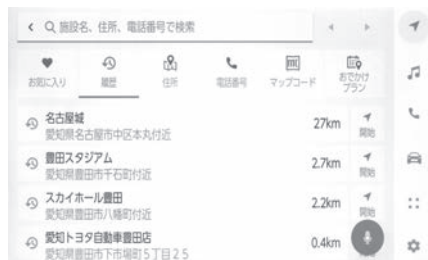 施設名、住所、電話番号で検索
お気に入り
履歴
住所
電話番号
マップコード
おでかけ
プラン
名古屋城
愛知県名古屋市中区本丸付近
27km
開始
豊田スタジアム
愛知県豊田市千石町付近
2.7km
開始
スカイホール豊田
愛知県豊田市八幡町付近
2.2km
開始
愛知トヨタ自動車豊田店
愛知県豊田市下市場町5丁目25
0.4km